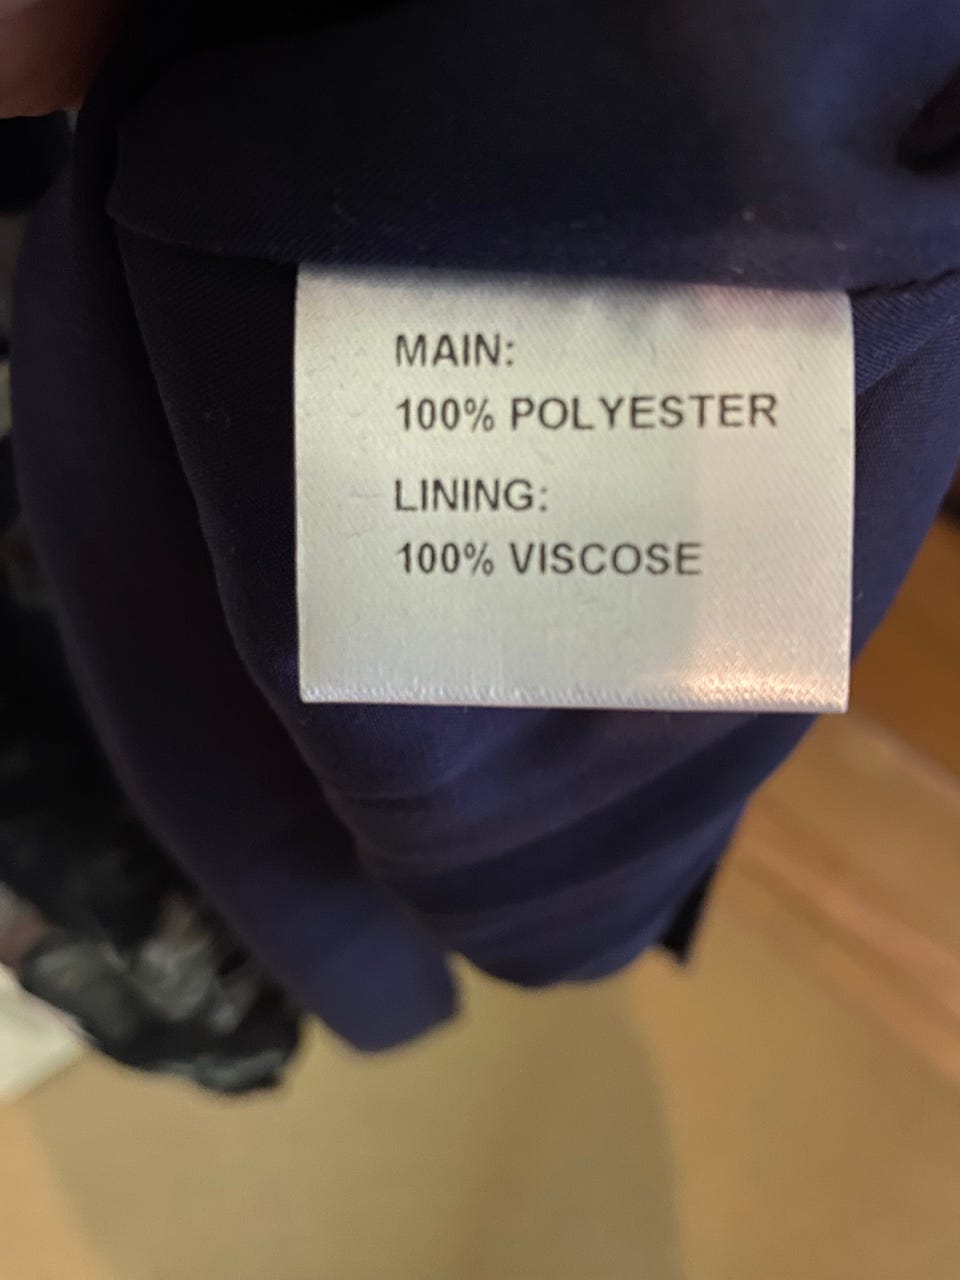 MAIN:
100% POLYESTER
LINING:
100% VISCOSE